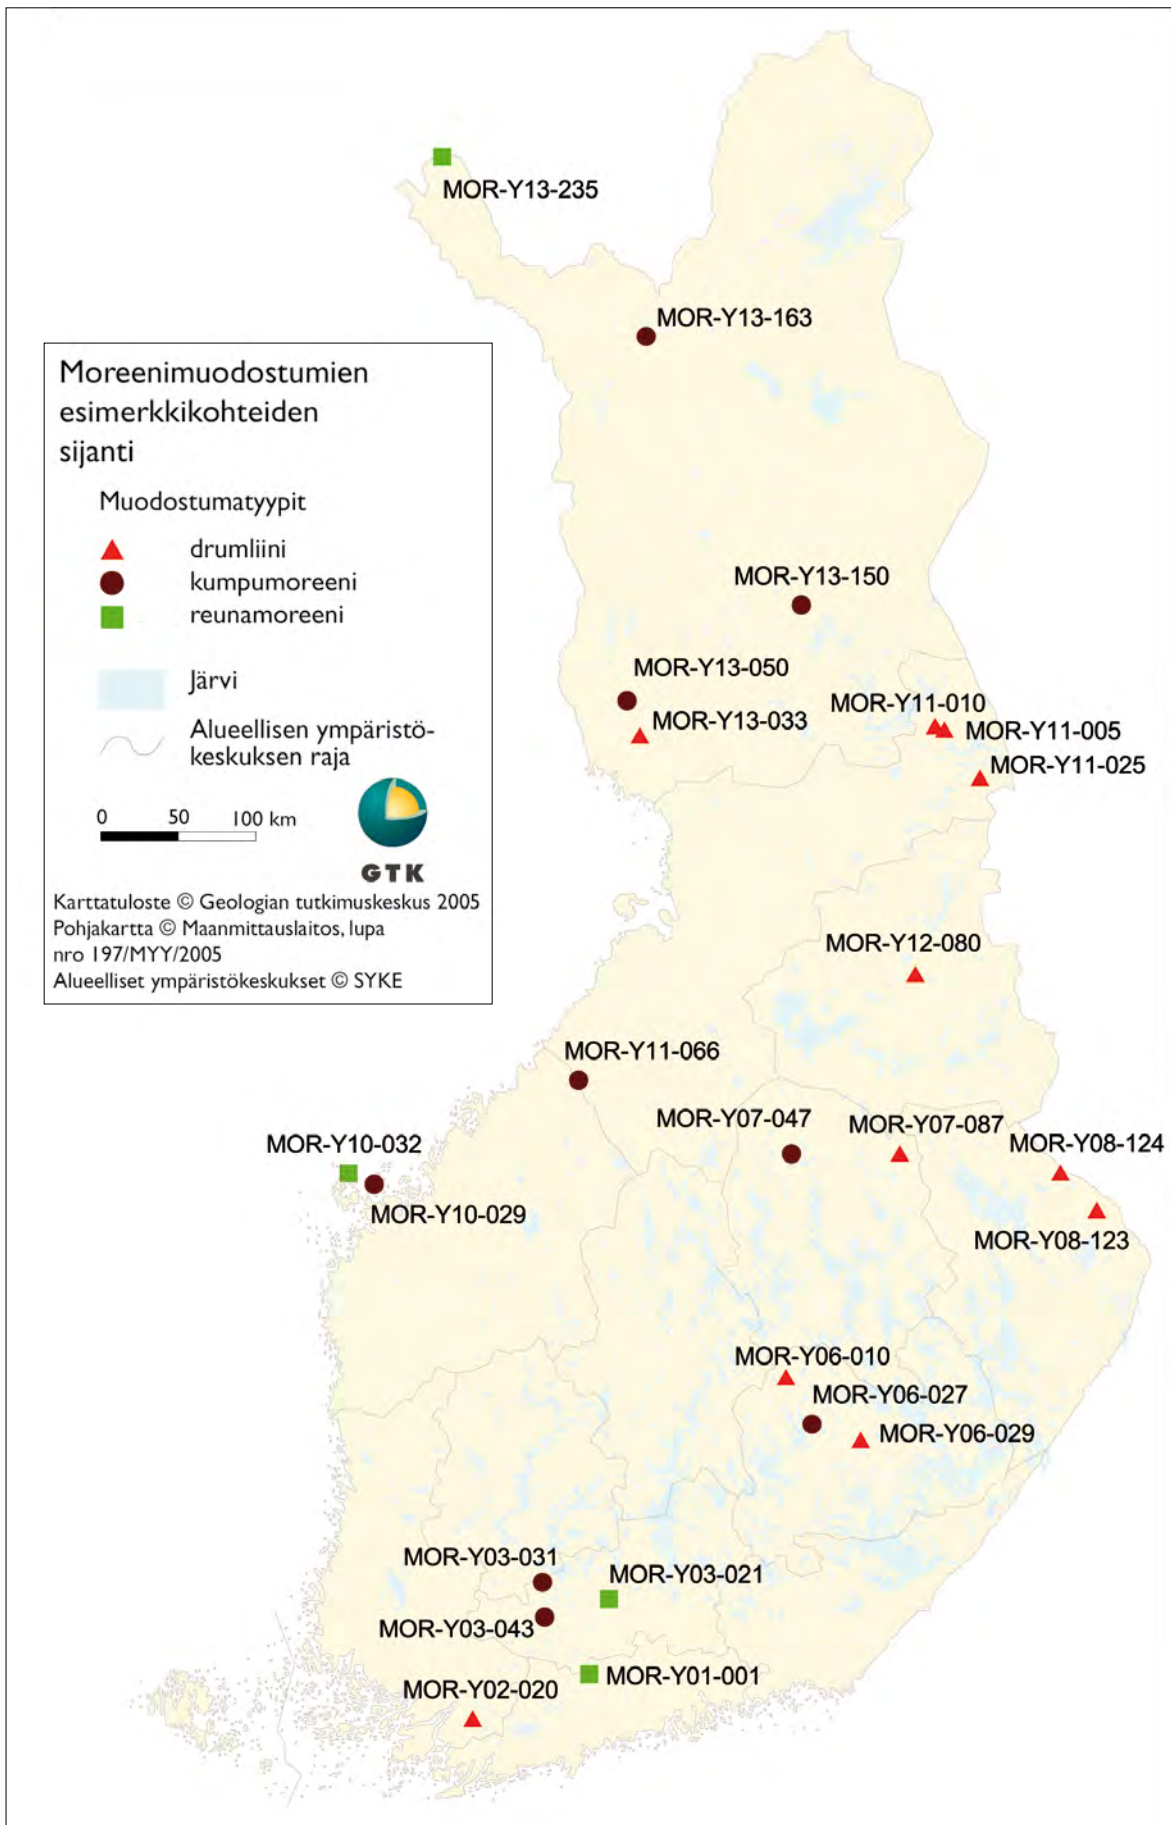 MOR-Y13-235
MOR-Y13-163
Moreenimuodostumien
esimerkkikohteiden
sijanti
Muodostumatyypit
drumliini
kumpumoreeni
reunamoreeni
Järvi
Alueellisen ympäristö-
keskuksen raja
0 50 100 km
GTK
Karttatuloste © Geologian tutkimuskeskus 2005
Pohjakartta © Maanmittauslaitos, lupa
nro 197/MYY/2005
Alueelliset ympäristökeskukset © SYKE
MOR-Y13-150
MOR-Y13-050
MOR-Y11-010
MOR-Y13-033
MOR-Y11-005
MOR-Y11-025
MOR-Y12-080
MOR-Y11-066
MOR-Y07-047
MOR-Y07-087
MOR-Y10-032
MOR-Y08-124
MOR-Y10-029
MOR-Y08-123
MOR-Y06-010
MOR-Y06-027
MOR-Y06-029
MOR-Y03-031
MOR-Y03-021
MOR-Y03-043
MOR-Y01-001
MOR-Y02-020